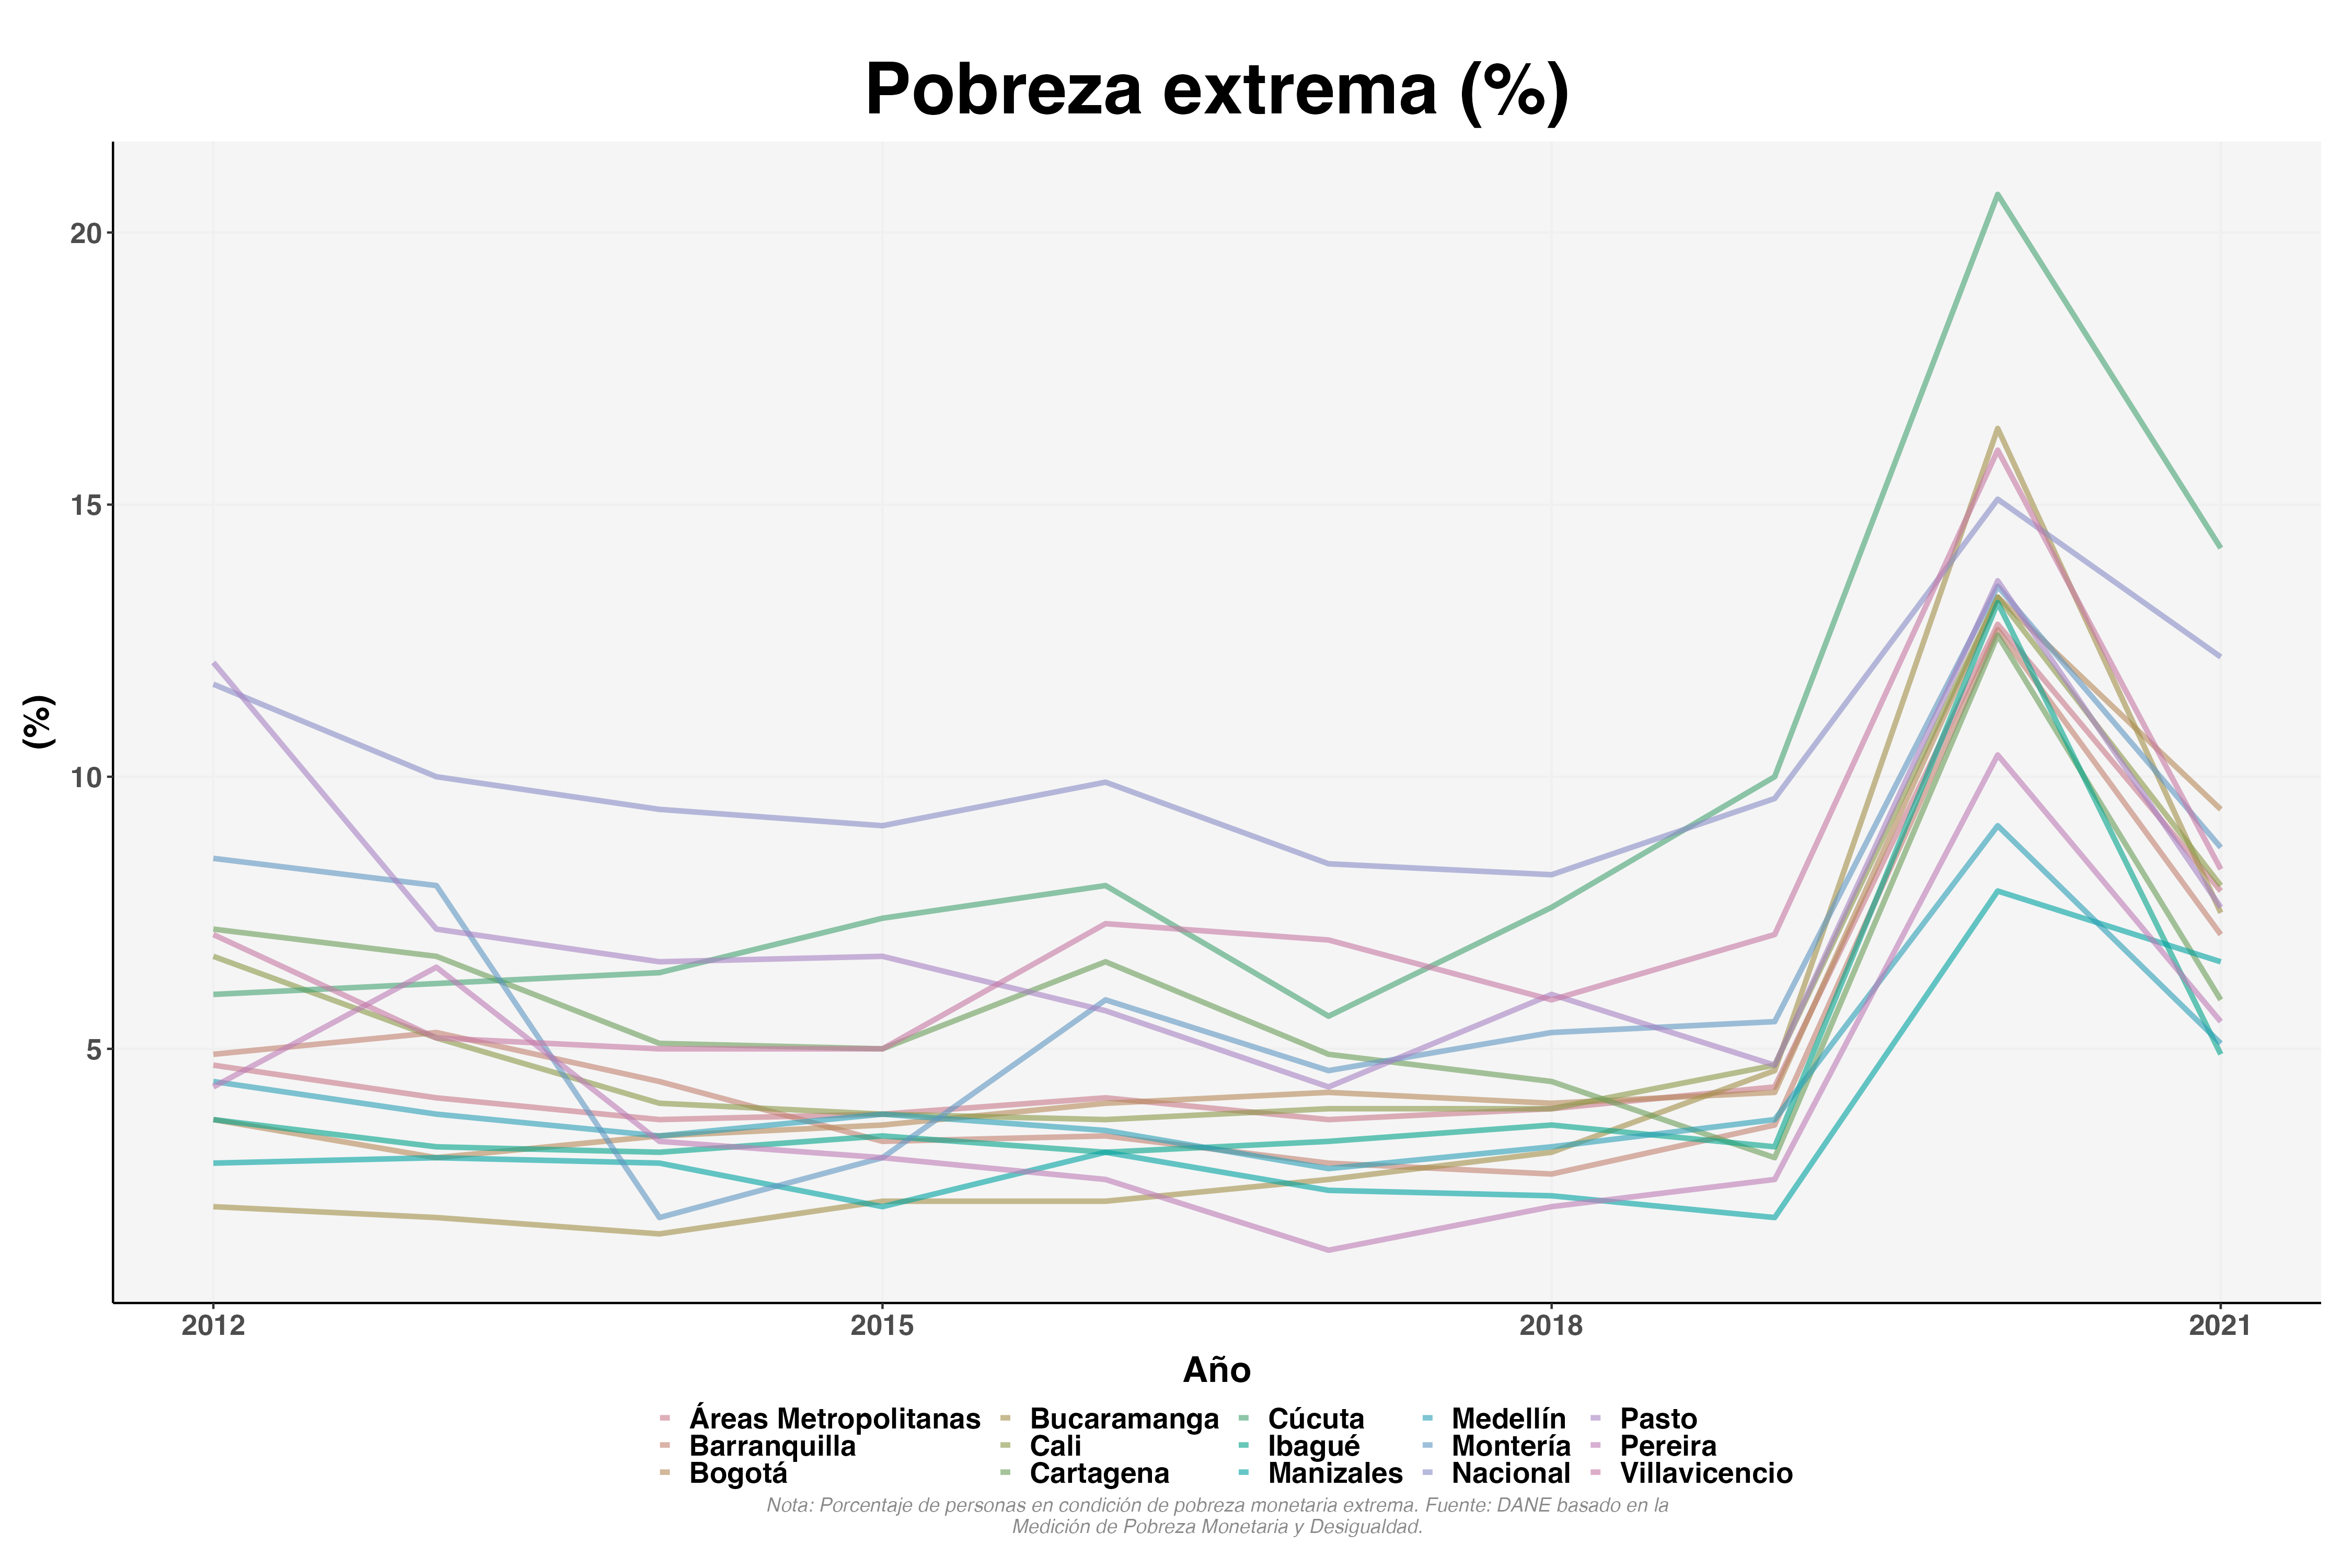 Pobreza extrema (%)
20
15
10
5
(%)
2012 2015 2018 2021
Año
Áreas Metropolitanas Bucaramanga Cúcuta Medellín Pasto
Barranquilla Cali Ibagué Montería Pereira
Bogotá Cartagena Manizales Nacional Villavicencio
Nota: Porcentaje de personas en condición de pobreza monetaria extrema. Fuente: DANE basado en la
Medición de Pobreza Monetaria y Desigualdad.